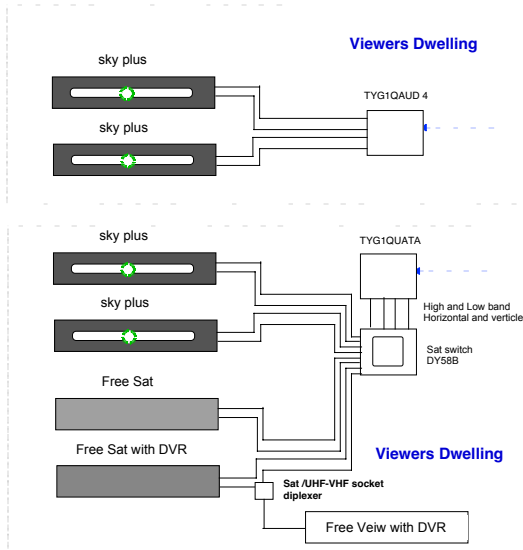 Viewers Dwelling
sky plus
TYG1QAUD 4
sky plus
sky plus
TYG1QUATA
sky plus
High and Low band
Horizontal and verticle
Sat switch
DY58B
Free Sat
Free Sat with DVR
Viewers Dwelling
Sat /UHF-VHF socket
diplexer
Free Veiw with DVR